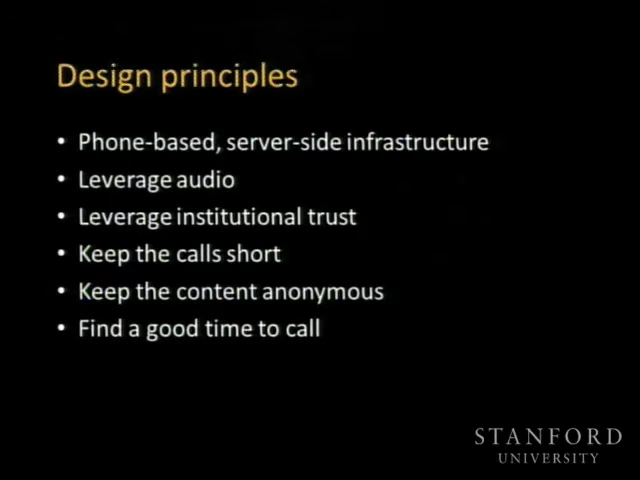 Design principles
• Phone-based, server-side infrastructure
• Leverage audio
• Leverage institutional trust
• Keep the calls short
• Keep the content anonymous
• Find a good time to call
STANFORD
UNIVERSITY